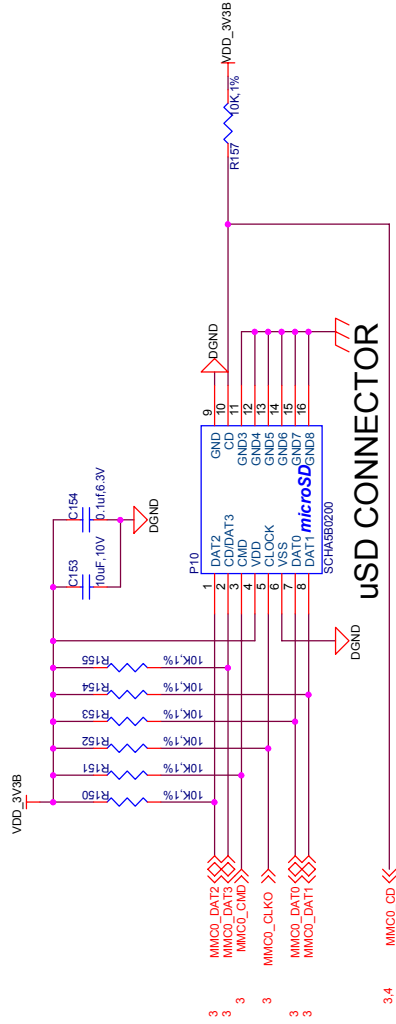 VDD_3V3B
R157
10K,1%
VDD_3V3B
C154
0.1uf,6.3V
C153
10uF,10V
DGND
DGND
R155
10K,1%
R154
10K,1%
R153
10K,1%
R152
10K,1%
R151
10K,1%
R150
10K,1%
P10
1
2
3
4
5
6
7
8
DAT2
CD/DAT3
CMD
VDD
CLOCK
VSS
DAT0
DAT1
GND
CD
GND3
GND4
GND5
GND6
GND7
GND8
9
10
11
12
13
14
15
16
microSD
SCHA5B0200
DGND
uSD CONNECTOR
3
MMC0_DAT2
3
MMC0_DAT3
3
MMC0_CMD
3
MMC0_CLKO
3
MMC0_DAT0
3
MMC0_DAT1
3,4
MMC0_CD